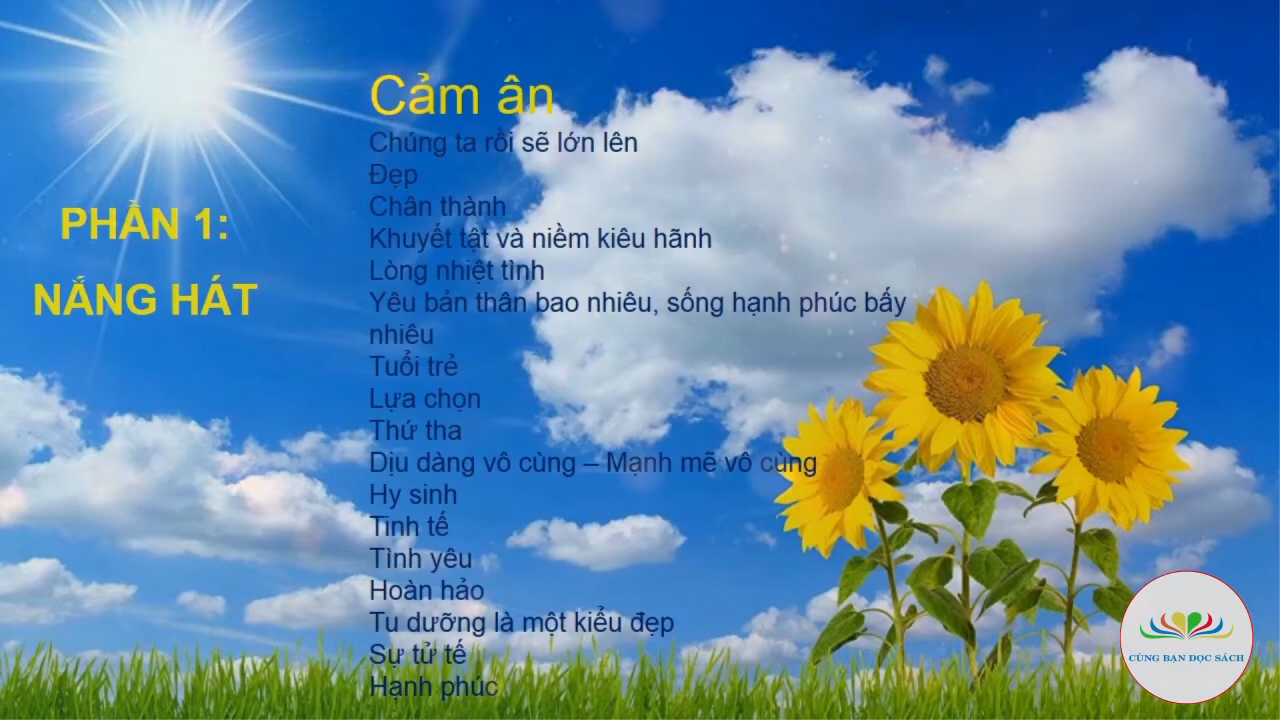 PHẦN 1:
NẮNG HÁT
Cảm ân
Chúng ta rồi sẽ lớn lên
Đẹp
Chân thành
Khuyết tật và niềm kiêu hãnh
Lòng nhiệt tình
Yêu bản thân bao nhiêu, sống hạnh phúc bấy
nhiêu
Tuổi trẻ
Lựa chọn
Thứ tha
Dịu dàng vô cùng – Mạnh mẽ vô cùng
Hy sinh
Tinh tế
Tình yêu
Hoàn hảo
Tu dưỡng là một kiểu đẹp
Sự tử tế
Hạnh phúc
CÙNG BẠN ĐỌC SÁCH